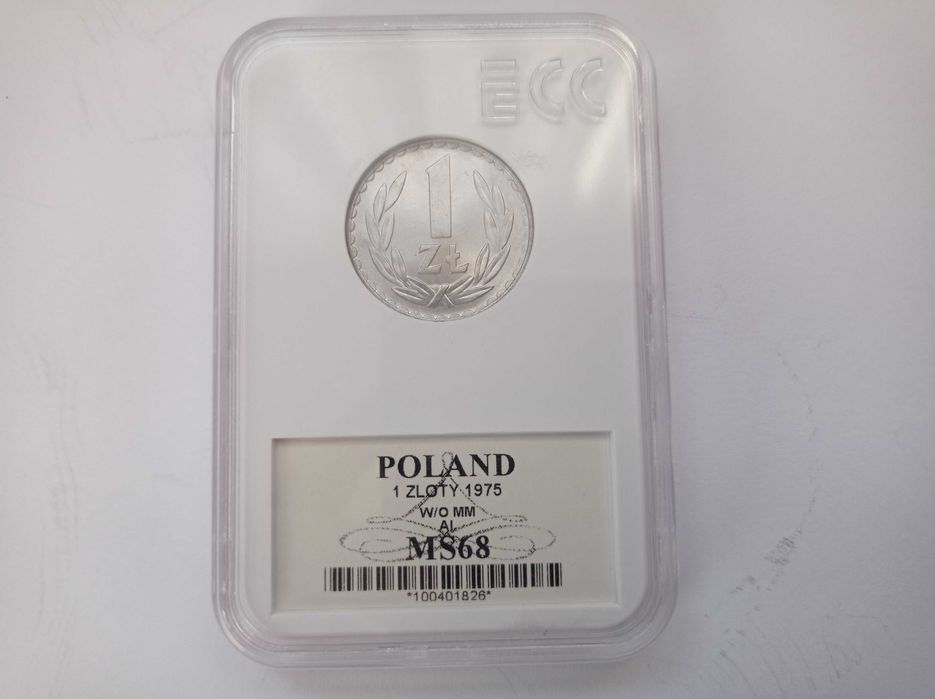 ECC
1
ZŁ
POLAND
1 ZLOTY 1975
W/O MM
AL
MS68
*100401826*